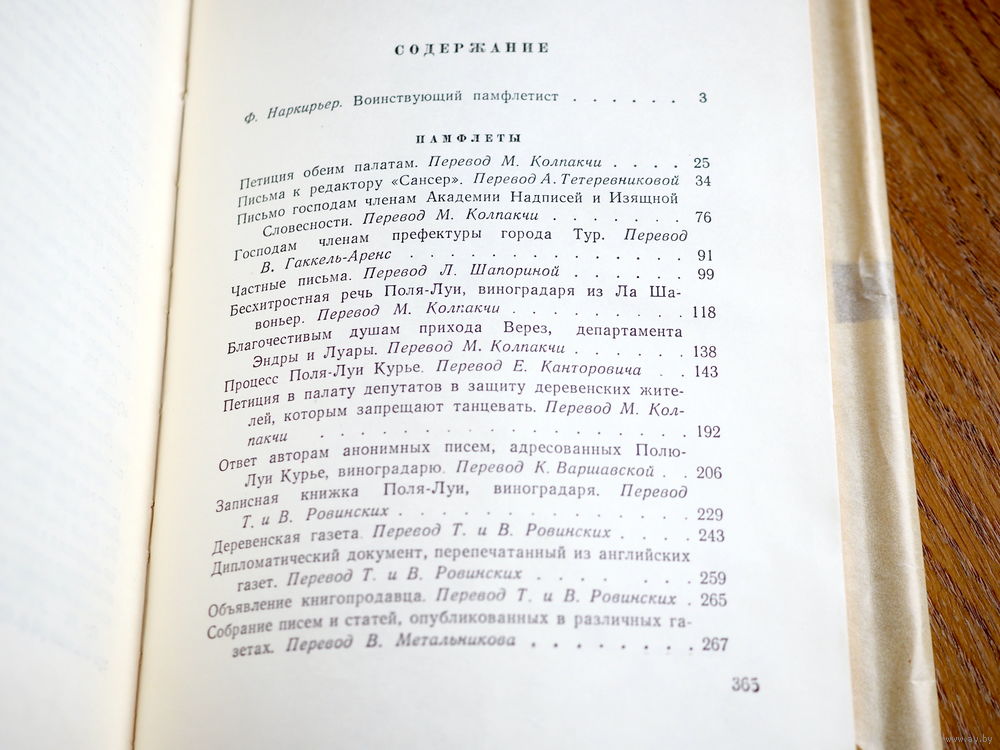 СОДЕРЖАНИЕ
Ф. Наркирьер. Воинствующий памфлетист . . . . . . 3
ПАМФЛЕТЫ
Петиция обеим палатам. Перевод М. Колпакчи . . . . 25
Письма к редактору «Сансер». Перевод А. Тетеревниковой 34
Письмо господам членам Академии Надписей и Изящной
Словесности. Перевод М. Колпакчи . . . . . . . 76
Господам членам префектуры города Тур. Перевод
В. Гаккель-Аренс . . . . . . . . . . . . . . 91
Частные письма. Перевод Л. Шапориной . . . . . . 99
Бесхитростная речь Поля-Луи, виноградаря из Ла Ша-
воньер. Перевод М. Колпакчи . . . . . . . . . 118
Благочестивым душам прихода Верез, департамента
Эндры и Луары. Перевод М. Колпакчи . . . . . . 138
Процесс Поля-Луи Курье. Перевод Е. Канторовича . . 143
Петиция в палату депутатов в защиту деревенских жите-
лей, которым запрещают танцевать. Перевод М. Кол-
пакчи . . . . . . . . . . . . . . . . . . 192
Ответ авторам анонимных писем, адресованных Полю-
Луи Курье, виноградарю. Перевод К. Варшавской . . 206
Записная книжка Поля-Луи, виноградаря. Перевод
Т. и В. Ровинских . . . . . . . . . . . . . . 229
Деревенская газета. Перевод Т. и В. Ровинских . . . . 243
Дипломатический документ, перепечатанный из английских
газет. Перевод Т. и В. Ровинских . . . . . . . 259
Объявление книгопродавца. Перевод Т. и В. Ровинских . 265
Собрание писем и статей, опубликованных в различных га-
зетах. Перевод В. Метальникова . . . . . . . . 267
365
www.ay.by